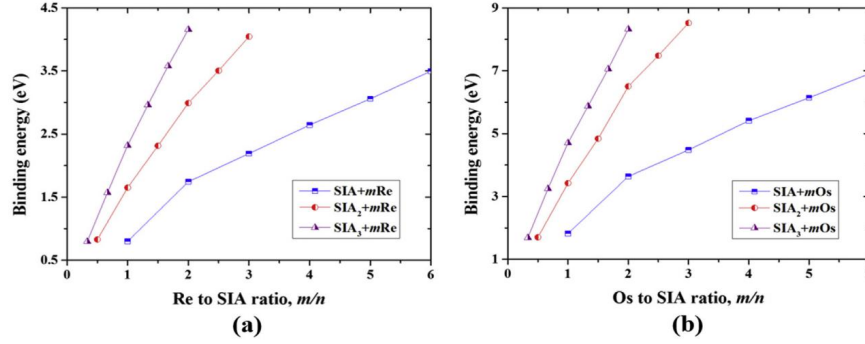 4.5
3.5
2.5
1.5
0.5
Binding energy (eV)
0 1 2 3 4 5 6
Re to SIA ratio, m/n
SIA+mRe
SIA₂+mRe
SIA₃+mRe
(a)
9
7
5
3
1
Binding energy (eV)
0 1 2 3 4 5
Os to SIA ratio, m/n
SIA+mOs
SIA₂+mOs
SIA₃+mOs
(b)